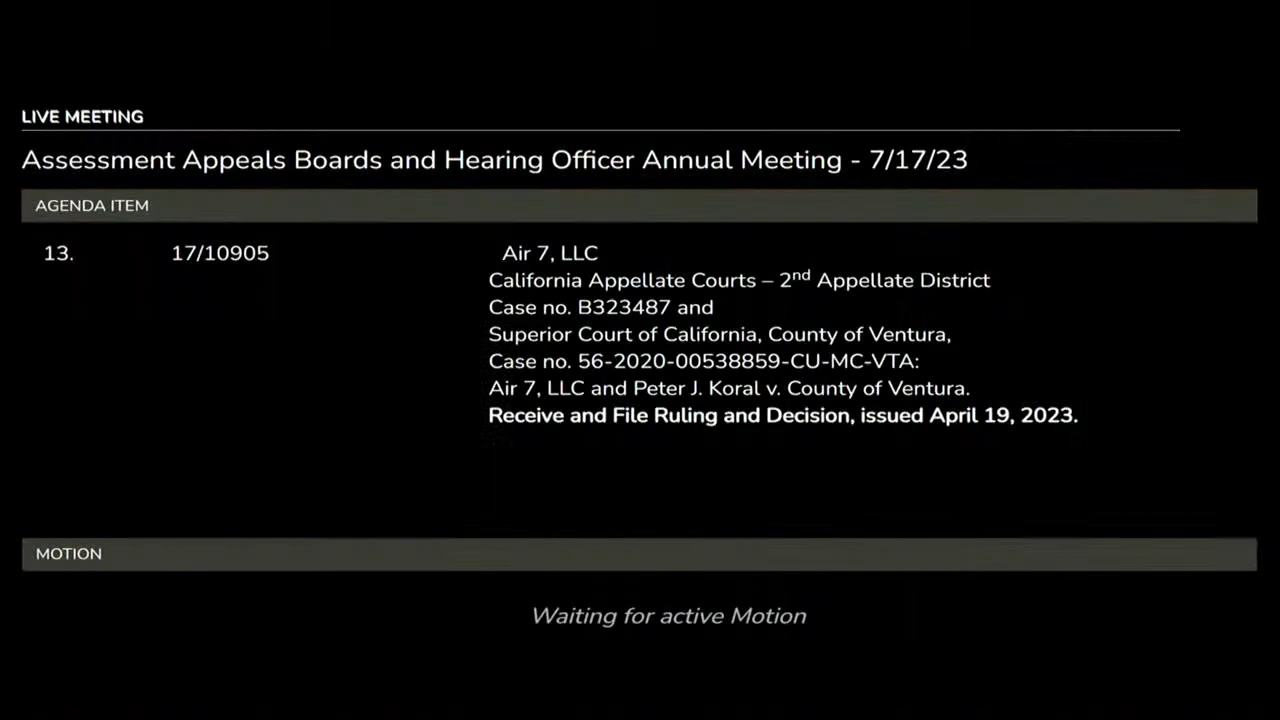 LIVE MEETING
Assessment Appeals Boards and Hearing Officer Annual Meeting - 7/17/23
AGENDA ITEM
13. 17/10905 Air 7, LLC
California Appellate Courts – 2nd Appellate District
Case no. B323487 and
Superior Court of California, County of Ventura,
Case no. 56-2020-00538859-CU-MC-VTA:
Air 7, LLC and Peter J. Koral v. County of Ventura.
Receive and File Ruling and Decision, issued April 19, 2023.
MOTION
Waiting for active Motion